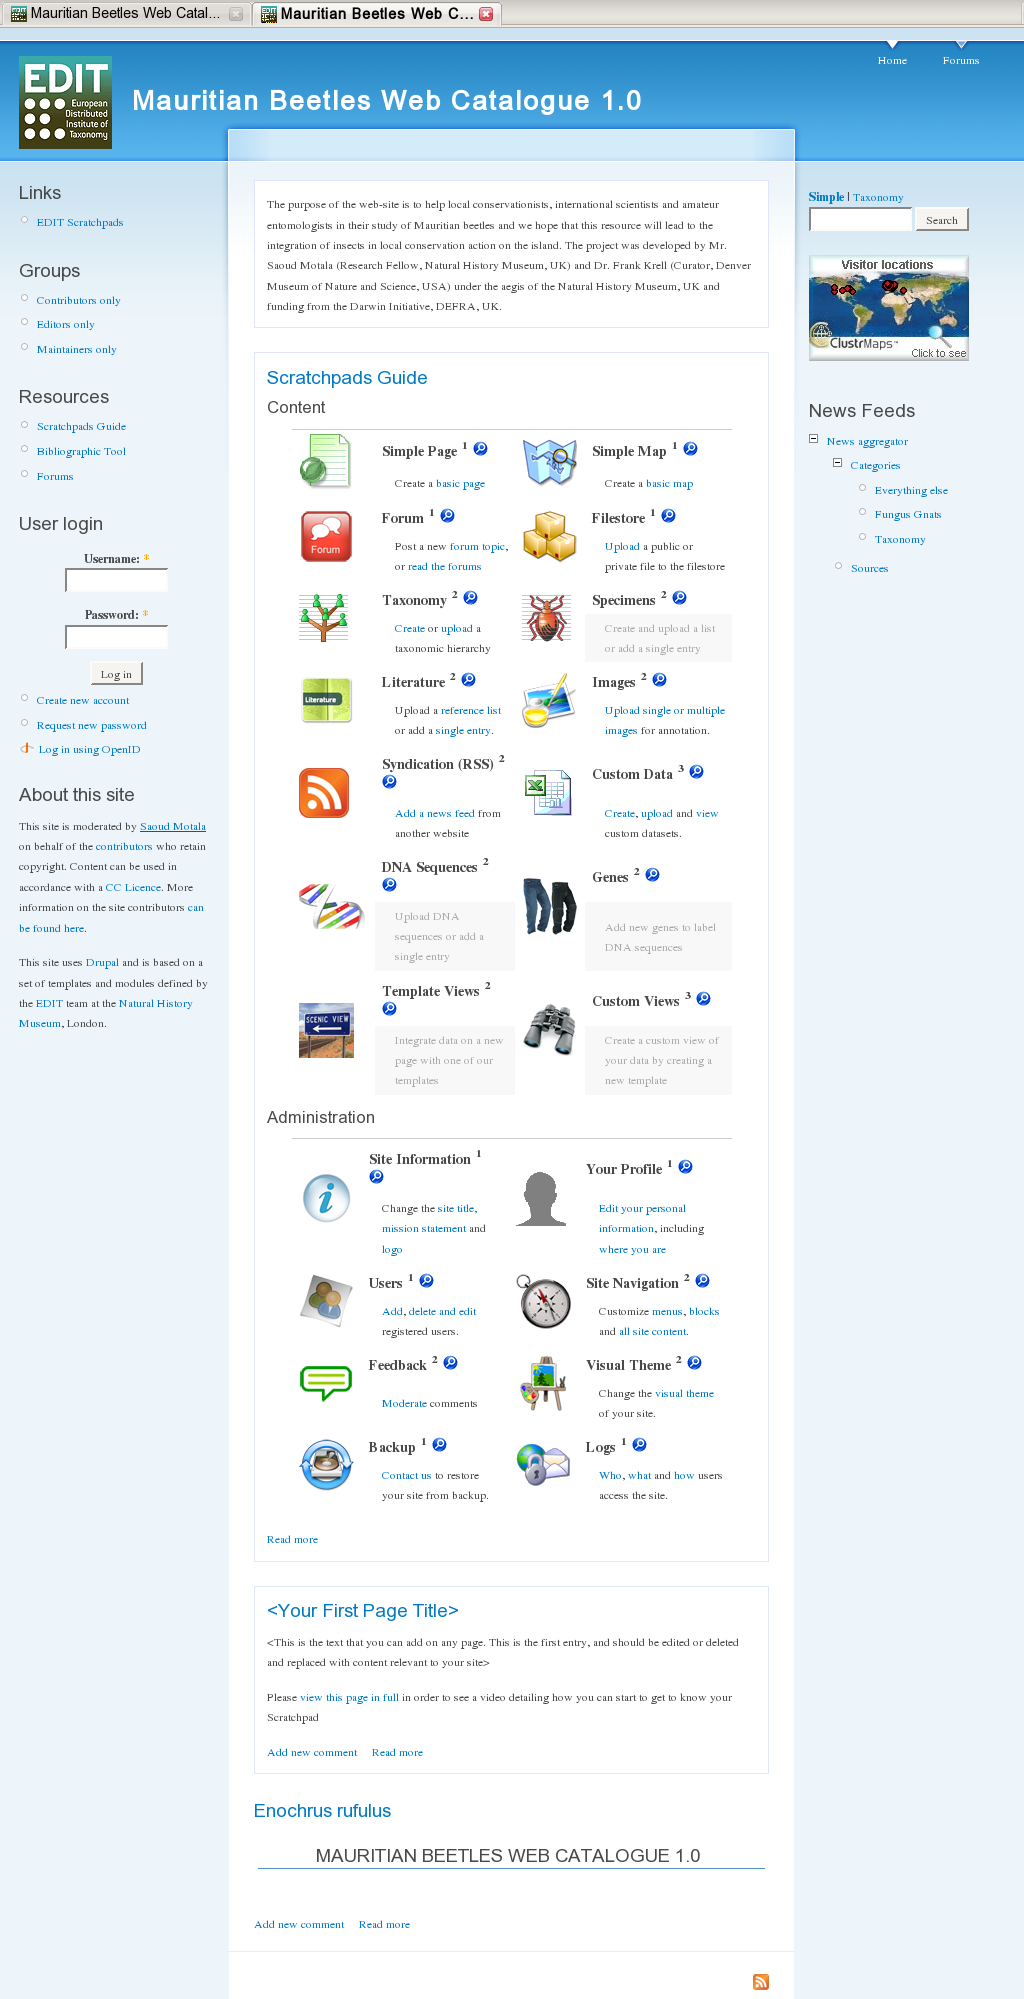 Mauritian Beetles Web Catal...
Mauritian Beetles Web C...
Home
Forums
EDIT
European
Distributed
Institute of
Taxonomy
Mauritian Beetles Web Catalogue 1.0
Links
EDIT Scratchpads
Groups
Contributors only
Editors only
Maintainers only
Resources
Scratchpads Guide
Bibliographic Tool
Forums
User login
Username: *
Password: *
Log in
Create new account
Request new password
Log in using OpenID
About this site
This site is moderated by Saoud Motala
on behalf of the contributors who retain
copyright. Content can be used in
accordance with a CC Licence. More
information on the site contributors can
be found here.
This site uses Drupal and is based on a
set of templates and modules defined by
the EDIT team at the Natural History
Museum, London.
The purpose of the web-site is to help local conservationists, international scientists and amateur
entomologists in their study of Mauritian beetles and we hope that this resource will lead to the
integration of insects in local conservation action on the island. The project was developed by Mr.
Saoud Motala (Research Fellow, Natural History Museum, UK) and Dr. Frank Krell (Curator, Denver
Museum of Nature and Science, USA) under the aegis of the Natural History Museum, UK and
funding from the Darwin Initiative, DEFRA, UK.
Scratchpads Guide
Content
Simple Page 1
Create a basic page
Simple Map 1
Create a basic map
Forum
Forum 1
Post a new forum topic,
or read the forums
Filestore 1
Upload a public or
private file to the filestore
Taxonomy 2
Create or upload a
taxonomic hierarchy
Specimens 2
Create and upload a list
or add a single entry
Literature
Literature 2
Upload a reference list
or add a single entry.
Images 2
Upload single or multiple
images for annotation.
Syndication (RSS) 2
Add a news feed from
another website
Custom Data 3
Create, upload and view
custom datasets.
DNA Sequences 2
Upload DNA
sequences or add a
single entry
Genes 2
Add new genes to label
DNA sequences
SCENIC VIEW
Template Views 2
Integrate data on a new
page with one of our
templates
Custom Views 3
Create a custom view of
your data by creating a
new template
Administration
Site Information 1
Change the site title,
mission statement and
logo
Your Profile 1
Edit your personal
information, including
where you are
Users 1
Add, delete and edit
registered users.
Site Navigation 2
Customize menus, blocks
and all site content.
Feedback 2
Moderate comments
Visual Theme 2
Change the visual theme
of your site.
Backup 1
Contact us to restore
your site from backup.
Logs 1
Who, what and how users
access the site.
Read more
<Your First Page Title>
<This is the text that you can add on any page. This is the first entry, and should be edited or deleted
and replaced with content relevant to your site>
Please view this page in full in order to see a video detailing how you can start to get to know your
Scratchpad
Add new comment Read more
Enochrus rufulus
MAURITIAN BEETLES WEB CATALOGUE 1.0
Add new comment Read more
Simple | Taxonomy
Search
Visitor locations
ClustrMaps™
Click to see
News Feeds
News aggregator
Categories
Everything else
Fungus Gnats
Taxonomy
Sources